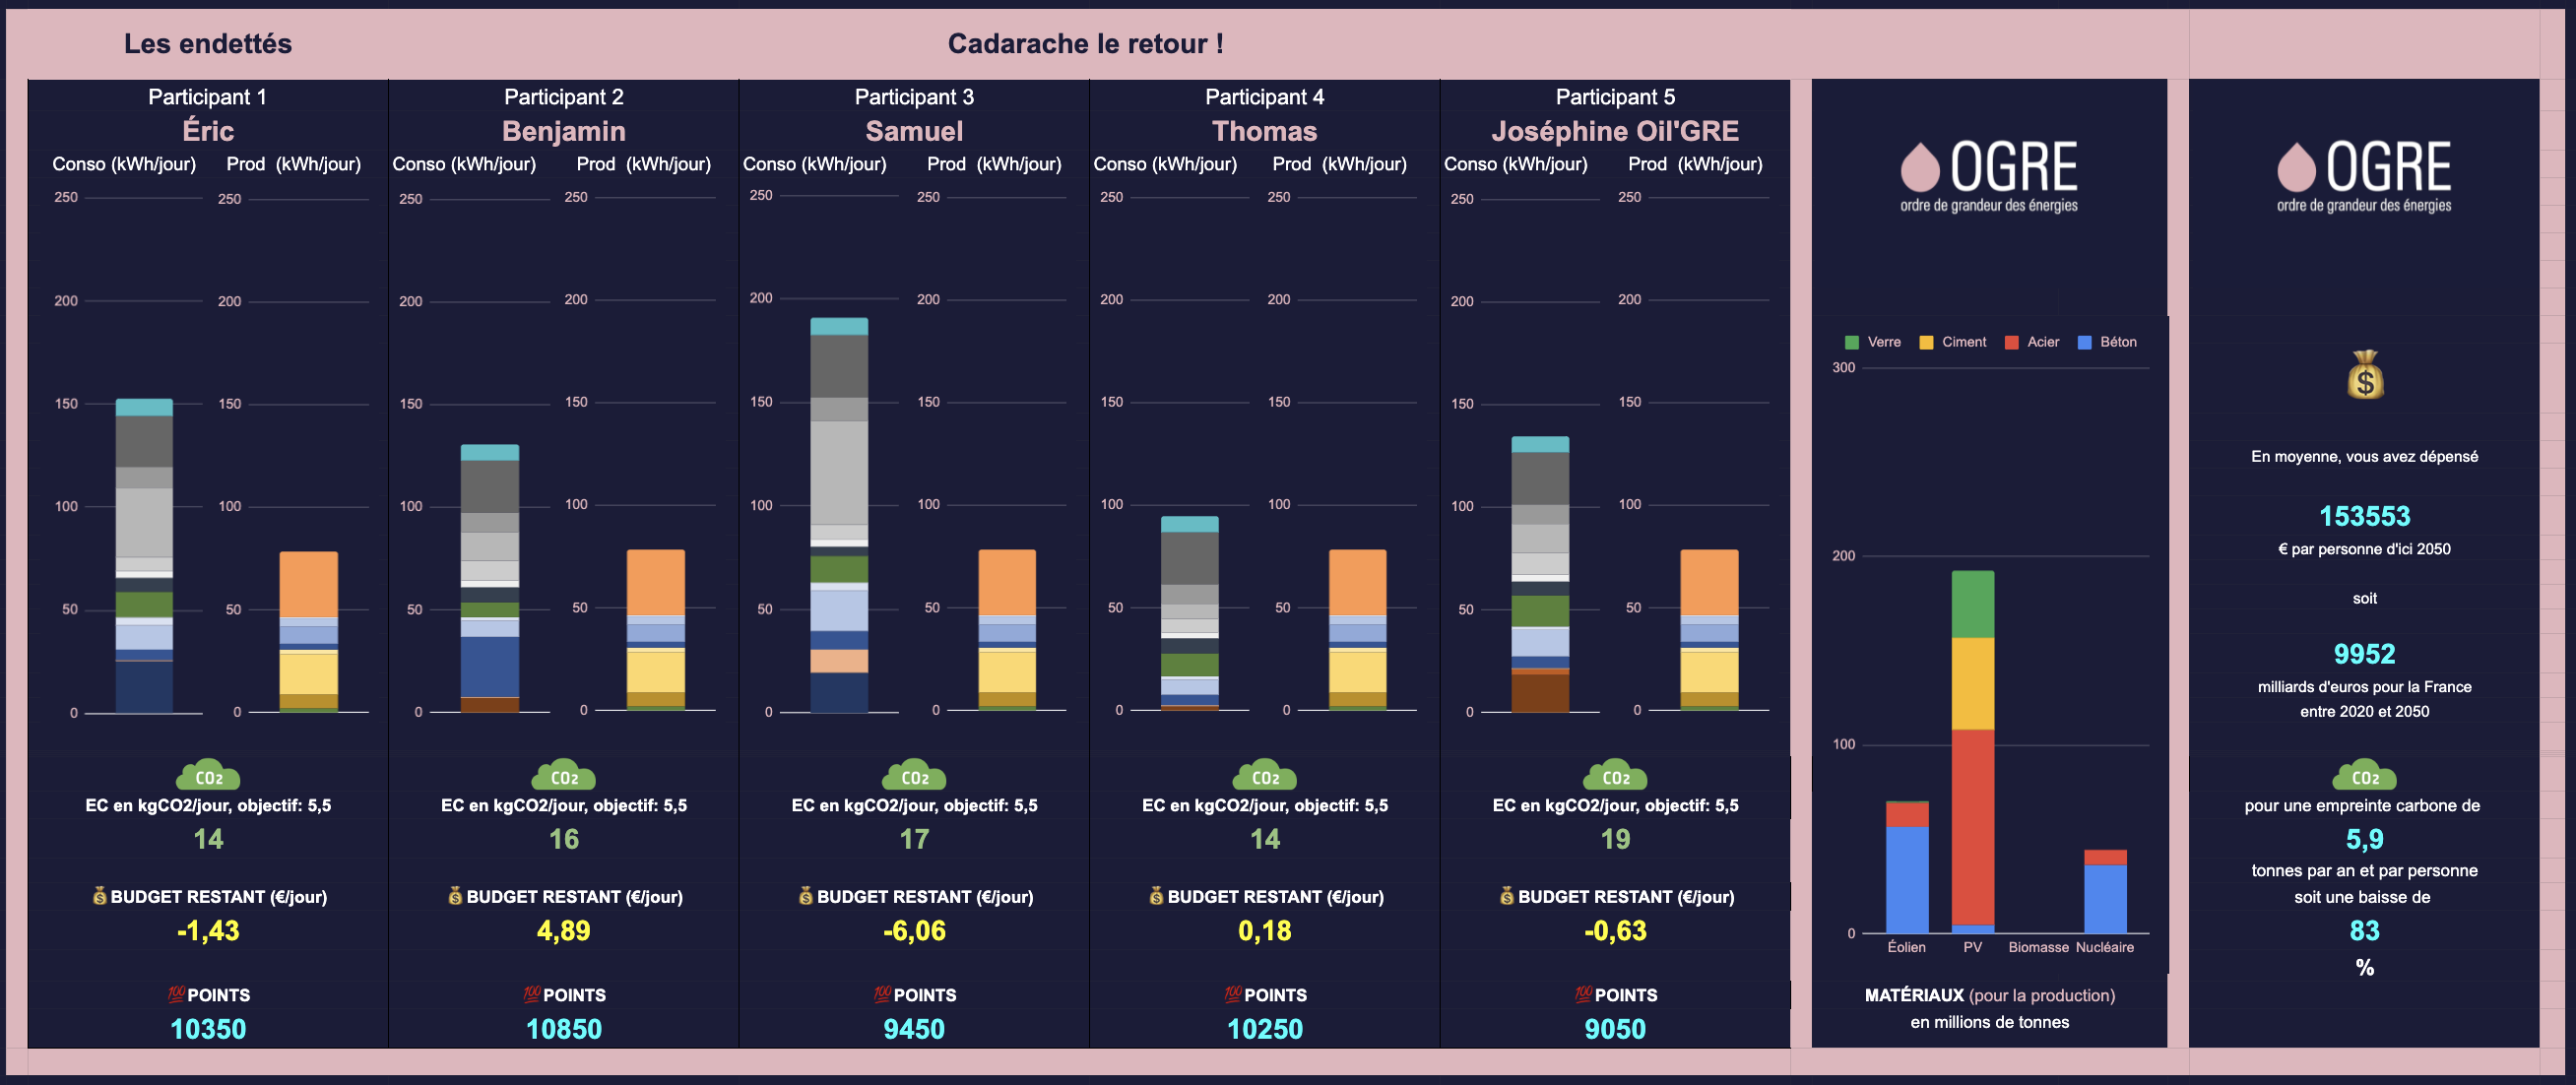 Les endettés
Cadarache le retour !
Participant 1
Éric
Conso (kWh/jour)
Prod (kWh/jour)
250
200
150
100
50
0
250
200
150
100
50
0
CO2
EC en kgCO2/jour, objectif: 5,5
14
BUDGET RESTANT (€/jour)
-1,43
100 POINTS
10350
Participant 2
Benjamin
Conso (kWh/jour)
Prod (kWh/jour)
250
200
150
100
50
0
250
200
150
100
50
0
CO2
EC en kgCO2/jour, objectif: 5,5
16
BUDGET RESTANT (€/jour)
4,89
100 POINTS
10850
Participant 3
Samuel
Conso (kWh/jour)
Prod (kWh/jour)
250
200
150
100
50
0
250
200
150
100
50
0
CO2
EC en kgCO2/jour, objectif: 5,5
17
BUDGET RESTANT (€/jour)
-6,06
100 POINTS
9450
Participant 4
Thomas
Conso (kWh/jour)
Prod (kWh/jour)
250
200
150
100
50
0
250
200
150
100
50
0
CO2
EC en kgCO2/jour, objectif: 5,5
14
BUDGET RESTANT (€/jour)
0,18
100 POINTS
10250
Participant 5
Joséphine Oil'GRE
Conso (kWh/jour)
Prod (kWh/jour)
250
200
150
100
50
0
250
200
150
100
50
0
CO2
EC en kgCO2/jour, objectif: 5,5
19
BUDGET RESTANT (€/jour)
-0,63
100 POINTS
9050
OGRE
ordre de grandeur des énergies
Verre Ciment Acier Béton
300
200
100
0
Éolien PV Biomasse Nucléaire
MATÉRIAUX (pour la production)
en millions de tonnes
OGRE
ordre de grandeur des énergies
$
En moyenne, vous avez dépensé
153553
€ par personne d'ici 2050
soit
9952
milliards d'euros pour la France
entre 2020 et 2050
CO2
pour une empreinte carbone de
5,9
tonnes par an et par personne
soit une baisse de
83
%